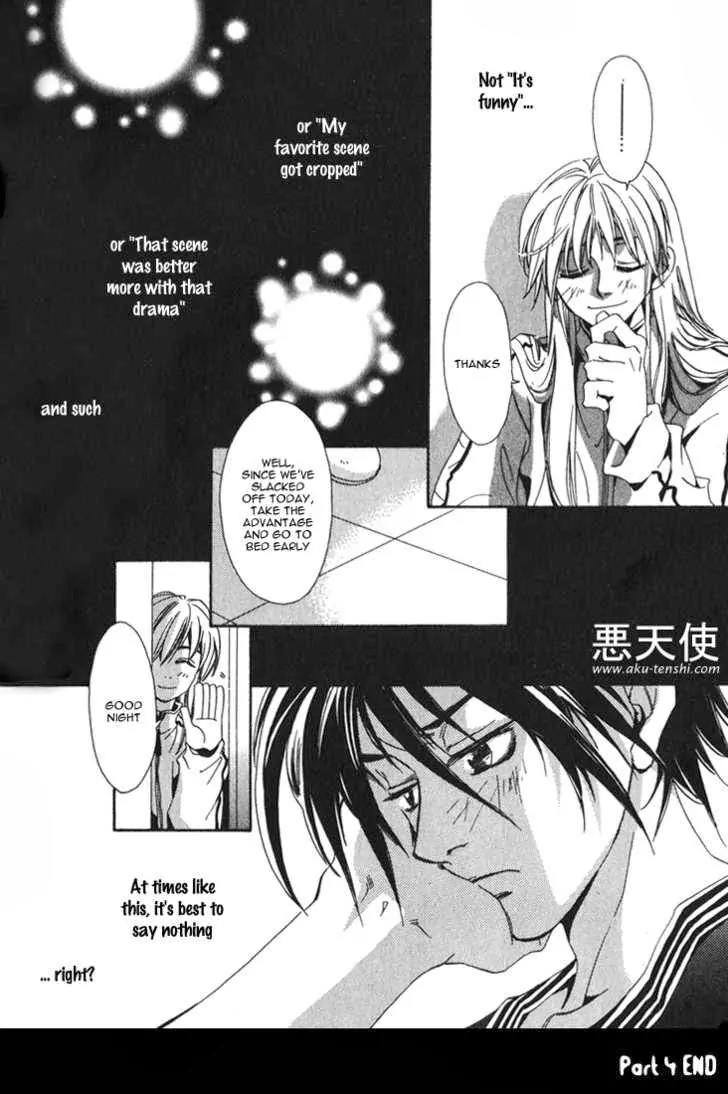 Not "It's
funny"...
THANKS
or "My
favorite scene
got cropped"
or "That scene
was better
more with that
drama"
and such
WELL,
SINCE WE'VE
SLACKED
OFF TODAY,
TAKE THE
ADVANTAGE
AND GO TO
BED EARLY
GOOD
NIGHT
悪天使
www.aku-tenshi.com
At times like
this, it's best to
say nothing
... right?
Part 4 END